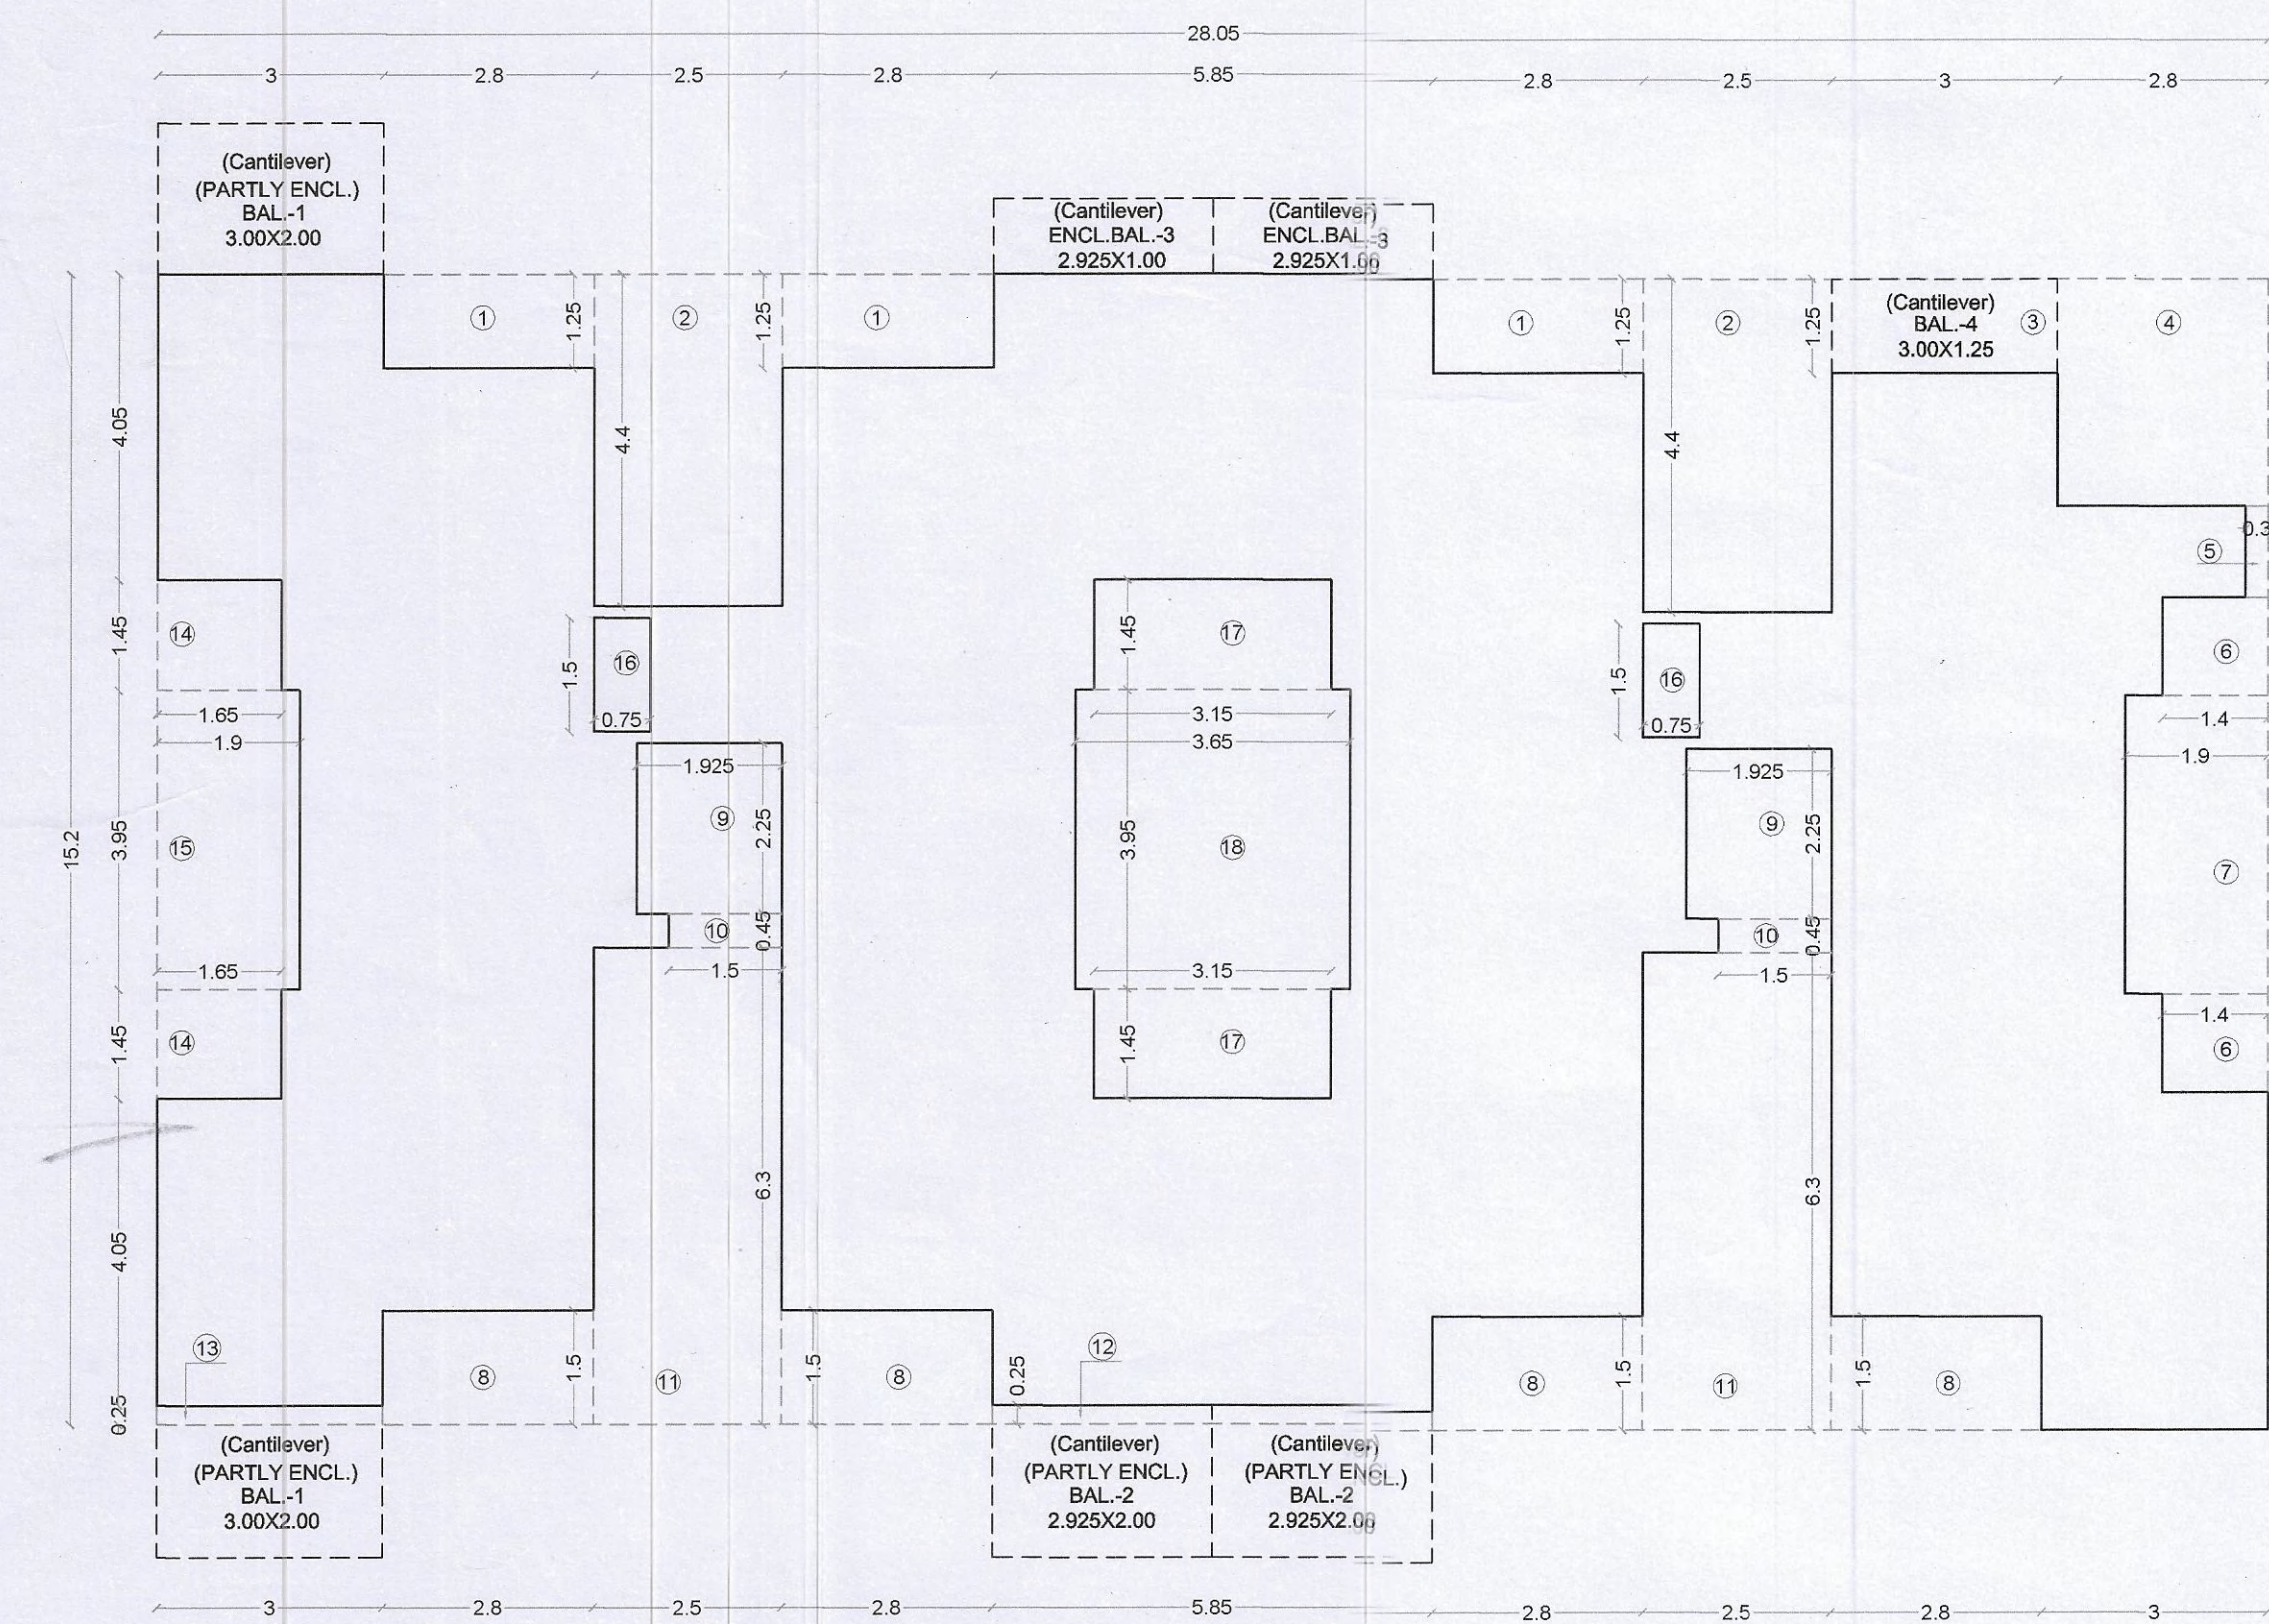 28.05
3 2.8 2.5 2.8 5.85 2.8 2.5 3 2.8
(Cantilever)
(PARTLY ENCL.)
BAL.-1
3.00X2.00
(Cantilever)
ENCL.BAL.-3
2.925X1.00
(Cantilever)
ENCL.BAL.-3
2.925X1.00
1 1.25 2 1.25 1
1 1.25 2 1.25
(Cantilever)
BAL.-4
3.00X1.25
3 4
4.05 4.4 4.4
5
1.45 14 1.5 16 0.75
1.45 17
1.5 16 0.75
6
1.65
1.9
3.15
3.65
1.4
1.9
1.925
9 2.25
1.925
9 2.25
15.2 3.95 15 3.95 18 7
10 0.45
1.5
10 0.45
1.5
1.65 3.15
1.4
1.45 14 1.45 17 6
4.05 6.3 6.3
13 12
0.25 8 1.5 11 1.5 8 0.25
8 1.5 11 1.5 8
(Cantilever)
(PARTLY ENCL.)
BAL.-1
3.00X2.00
(Cantilever)
(PARTLY ENCL.)
BAL.-2
2.925X2.00
(Cantilever)
(PARTLY ENCL.)
BAL.-2
2.925X2.00
3 2.8 2.5 2.8 5.85 2.8 2.5 2.8 3